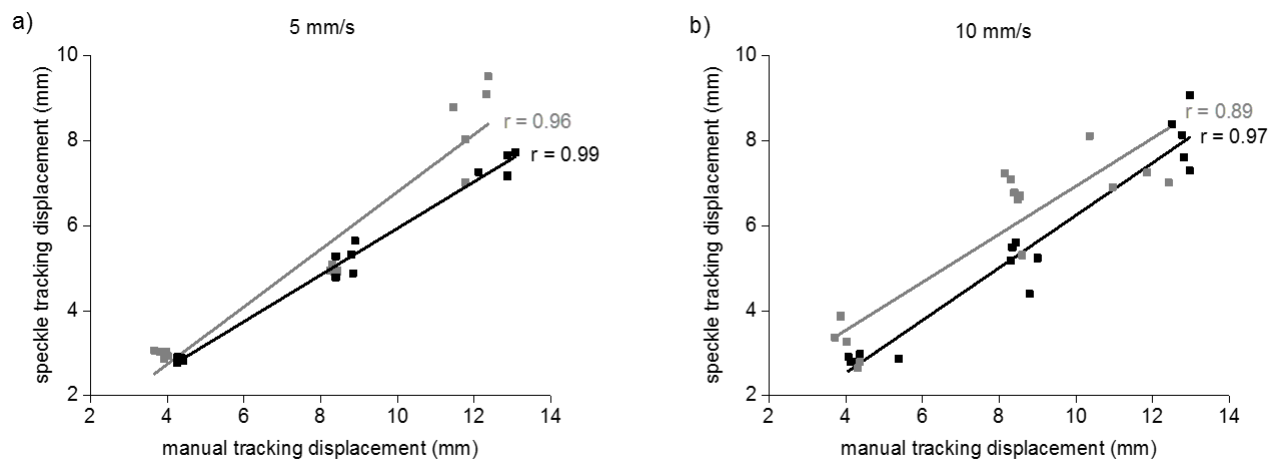 a)
5 mm/s
speckle tracking displacement (mm)
10
8
6
4
2
2
4
6
8
10
12
14
manual tracking displacement (mm)
r = 0.96
r = 0.99
b)
10 mm/s
speckle tracking displacement (mm)
10
8
6
4
2
2
4
6
8
10
12
14
manual tracking displacement (mm)
r = 0.89
r = 0.97